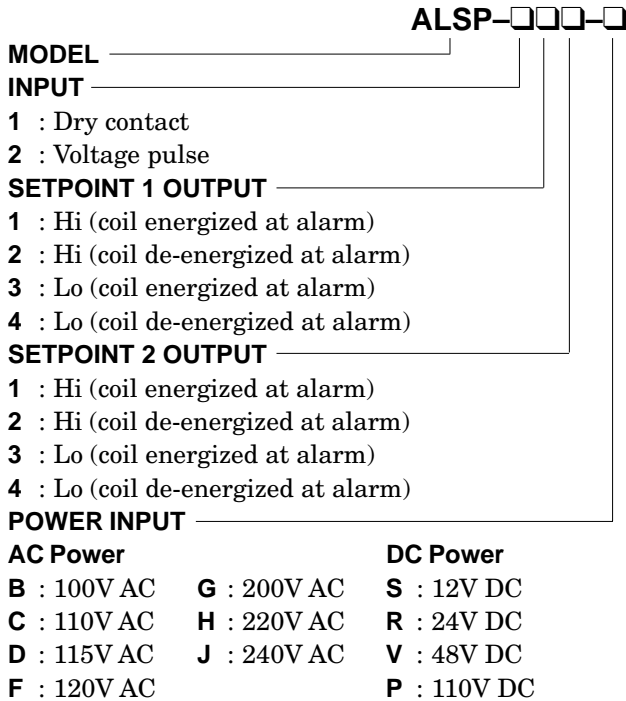 ALSP–❑❑❑–❑
MODEL
INPUT
1 : Dry contact
2 : Voltage pulse
SETPOINT 1 OUTPUT
1 : Hi (coil energized at alarm)
2 : Hi (coil de-energized at alarm)
3 : Lo (coil energized at alarm)
4 : Lo (coil de-energized at alarm)
SETPOINT 2 OUTPUT
1 : Hi (coil energized at alarm)
2 : Hi (coil de-energized at alarm)
3 : Lo (coil energized at alarm)
4 : Lo (coil de-energized at alarm)
POWER INPUT
AC Power DC Power
B : 100V AC G : 200V AC S : 12V DC
C : 110V AC H : 220V AC R : 24V DC
D : 115V AC J : 240V AC V : 48V DC
F : 120V AC P : 110V DC